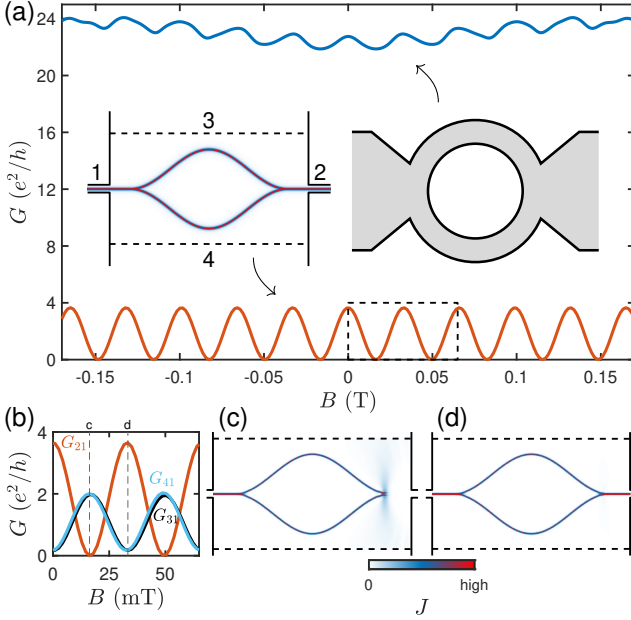 (a)
24
20
16
12
8
4
0
G (e²/h)
3
1
2
4
-0.15
-0.1
-0.05
0
0.05
0.1
0.15
B (T)
(b)
c
d
(c)
(d)
4
2
0
G (e²/h)
G₂₁
G₄₁
G₃₁
0
25
50
B (mT)
0
high
J